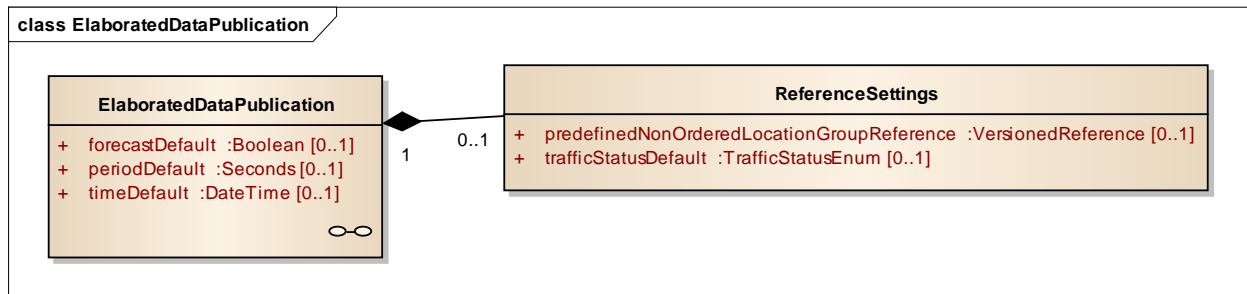 class ElaboratedDataPublication
ElaboratedDataPublication
+ forecastDefault :Boolean [0..1]
+ periodDefault :Seconds [0..1]
+ timeDefault :DateTime [0..1]
1
0..1
ReferenceSettings
+ predefinedNonOrderedLocationGroupReference :VersionedReference [0..1]
+ trafficStatusDefault :TrafficStatusEnum [0..1]